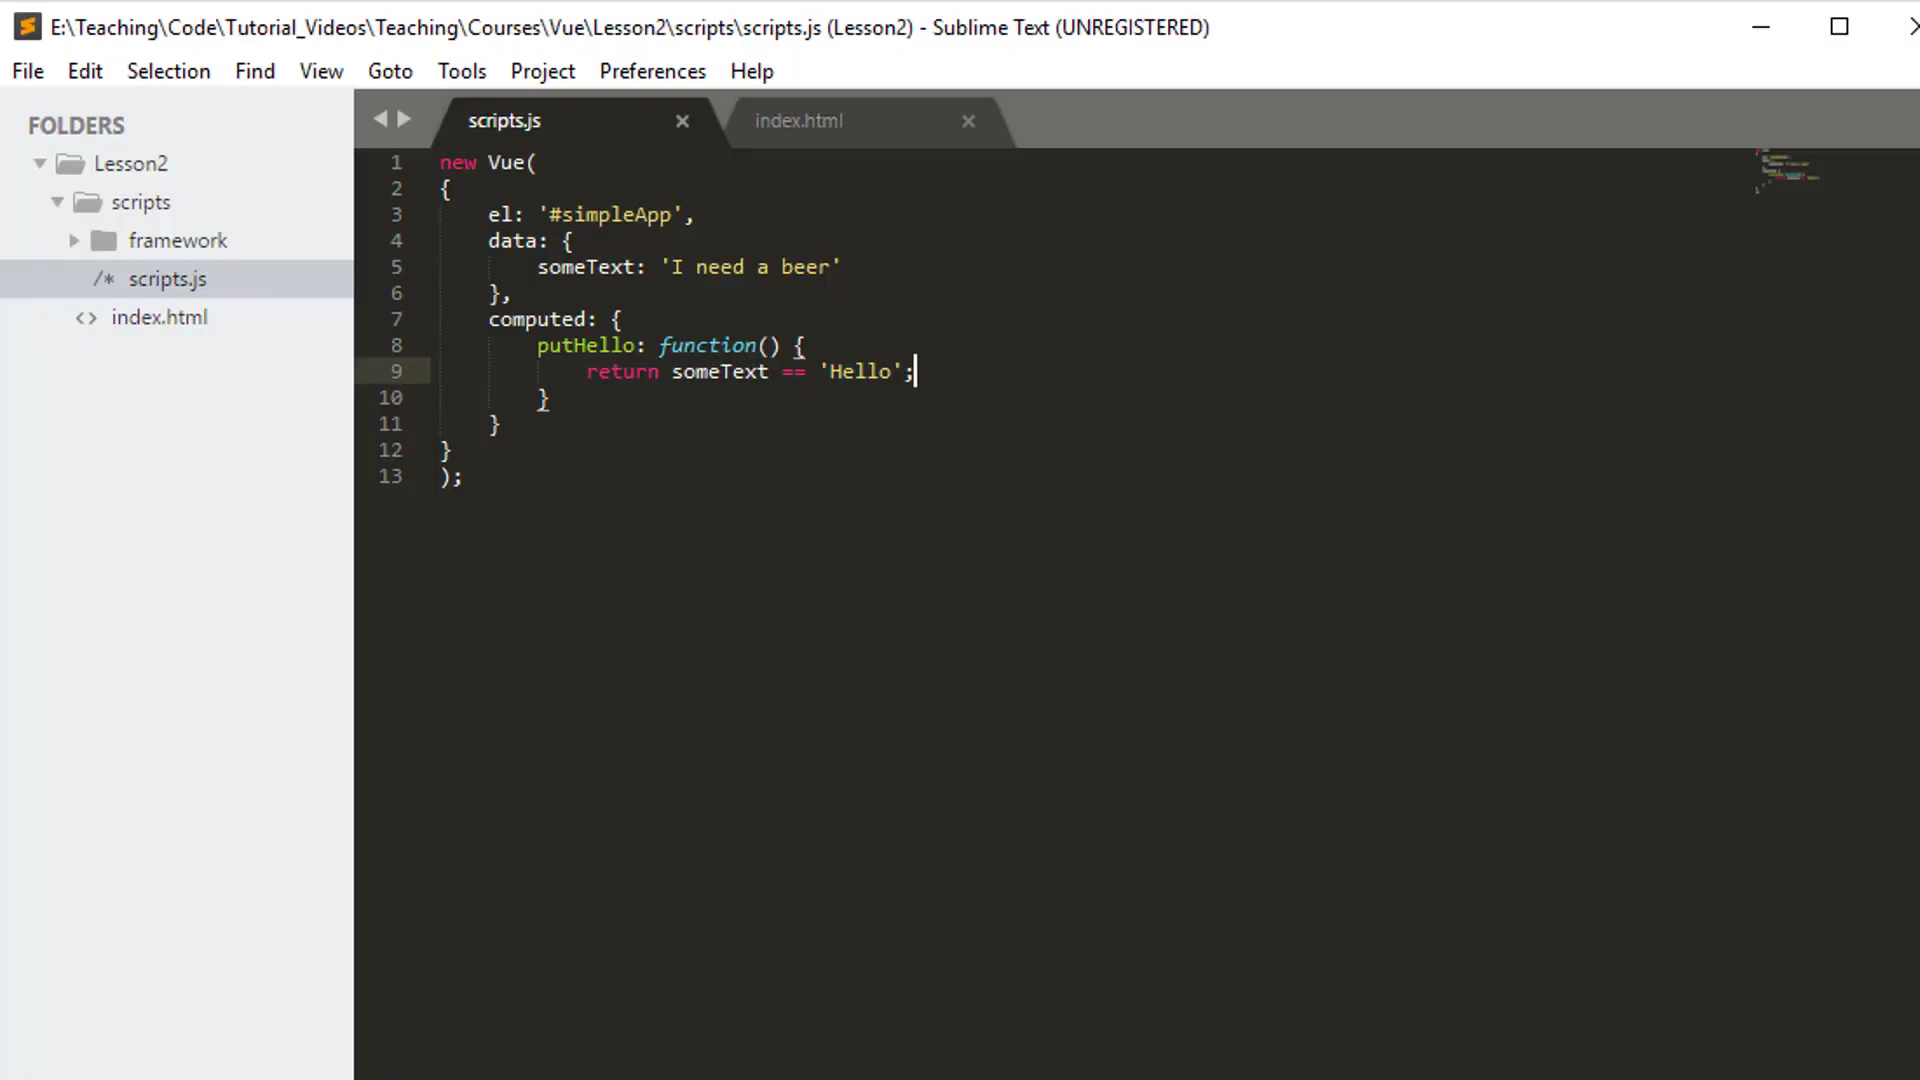 E:\Teaching\Code\Tutorial_Videos\Teaching\Courses\Vue\Lesson2\scripts\scripts.js (Lesson2) - Sublime Text (UNREGISTERED)
File Edit Selection Find View Goto Tools Project Preferences Help
FOLDERS
Lesson2
scripts
framework
/* scripts.js
<> index.html
scripts.js index.html
1 new Vue(
2 {
3     el: '#simpleApp',
4     data: {
5         someText: 'I need a beer'
6     },
7     computed: {
8         putHello: function() {
9             return someText == 'Hello';
10         }
11     }
12 }
13 );